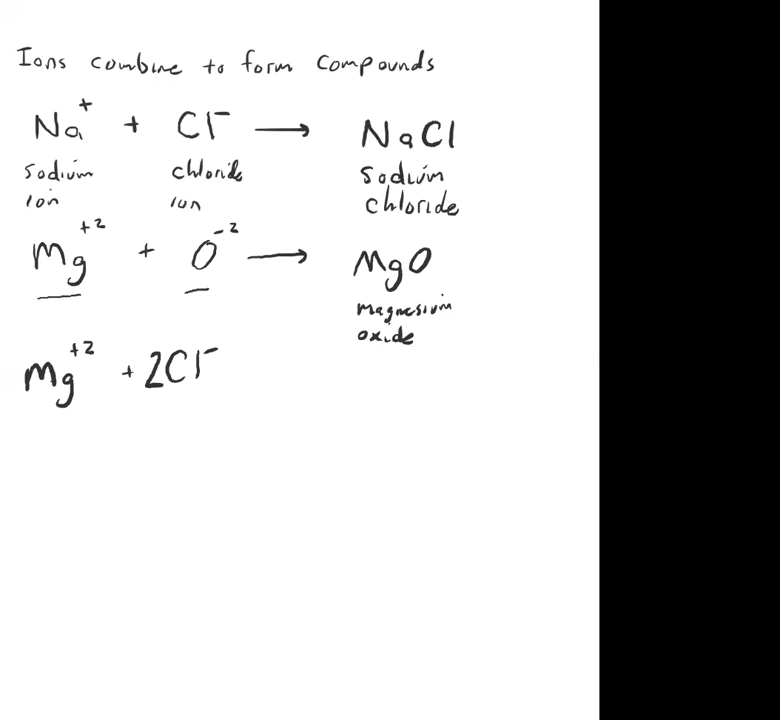 Ions combine to form compounds
Na⁺ + Cl⁻ → NaCl
sodium ion chloride ion sodium chloride
Mg⁺² + O⁻² → MgO
magnesium oxide
Mg⁺² + 2Cl⁻